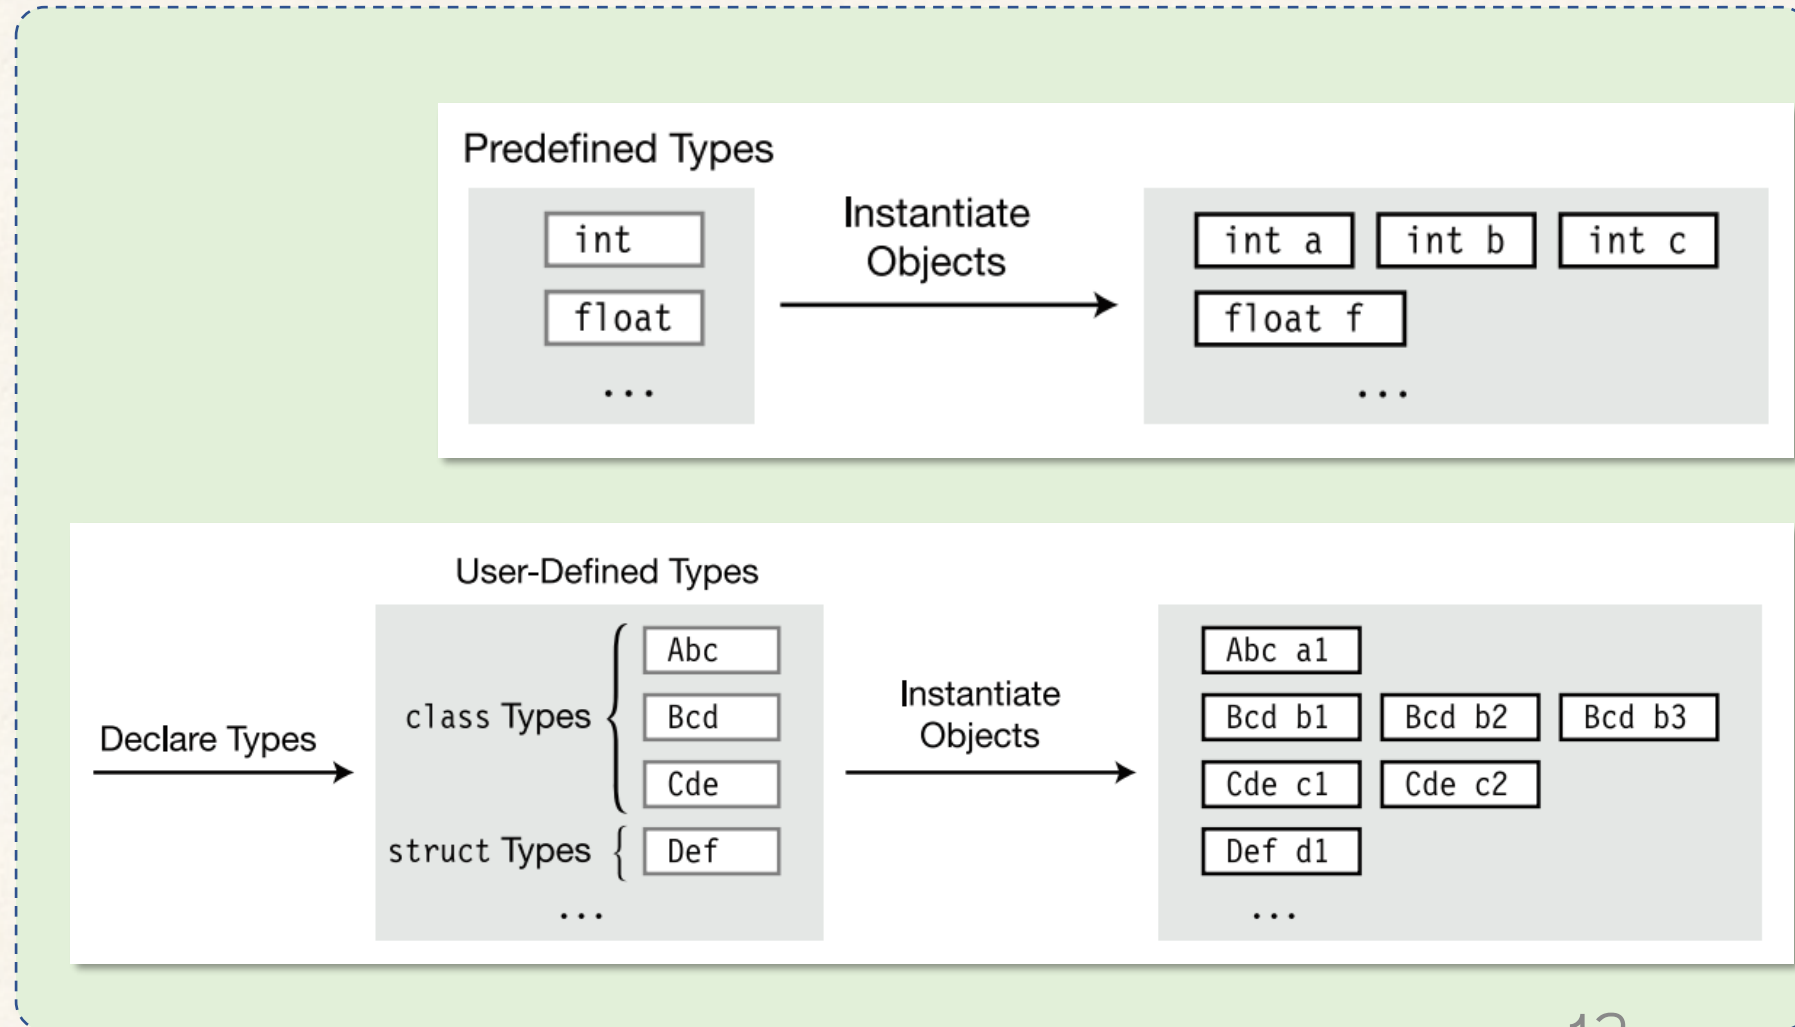 Predefined Types
int
float
...
Instantiate
Objects
int a int b int c
float f
...
User-Defined Types
Declare Types
class Types
Abc
Bcd
Cde
struct Types
Def
...
Instantiate
Objects
Abc a1
Bcd b1 Bcd b2 Bcd b3
Cde c1 Cde c2
Def d1
...